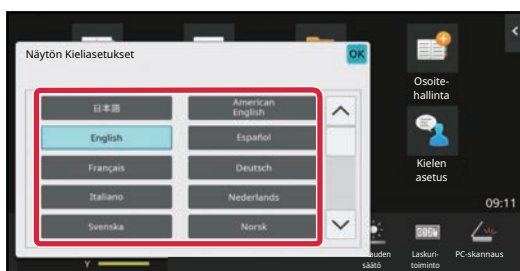 Näytön Kieliasetukset
OK
日本語
American
English
English
Español
Français
Deutsch
Italiano
Nederlands
Svenska
Norsk
Osoite-
hallinta
Kielen
asetus
09:11
säätö
Laskuri-
toiminto
PC-skannaus
Y